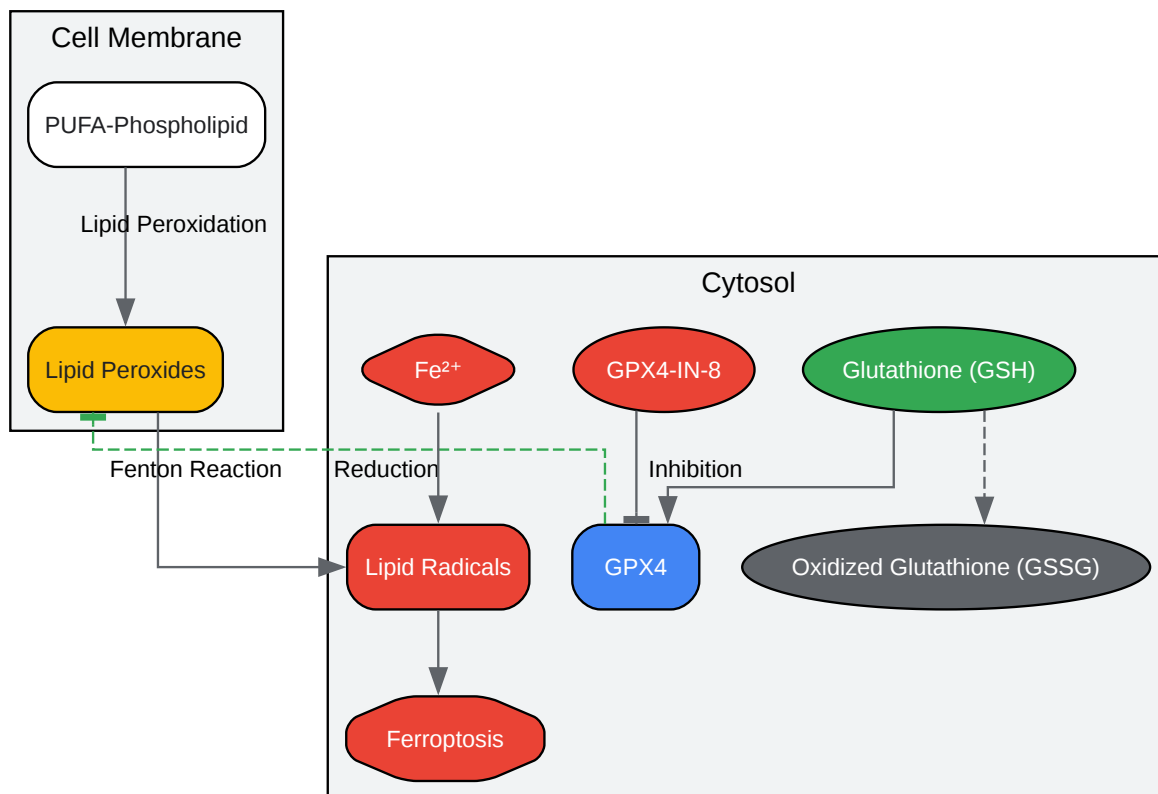 Cell Membrane
PUFA-Phospholipid
Lipid Peroxidation
Cytosol
Lipid Peroxides
Fe²⁺
GPX4-IN-8
Glutathione (GSH)
Fenton Reaction
Reduction
Inhibition
Lipid Radicals
GPX4
Oxidized Glutathione (GSSG)
Ferroptosis